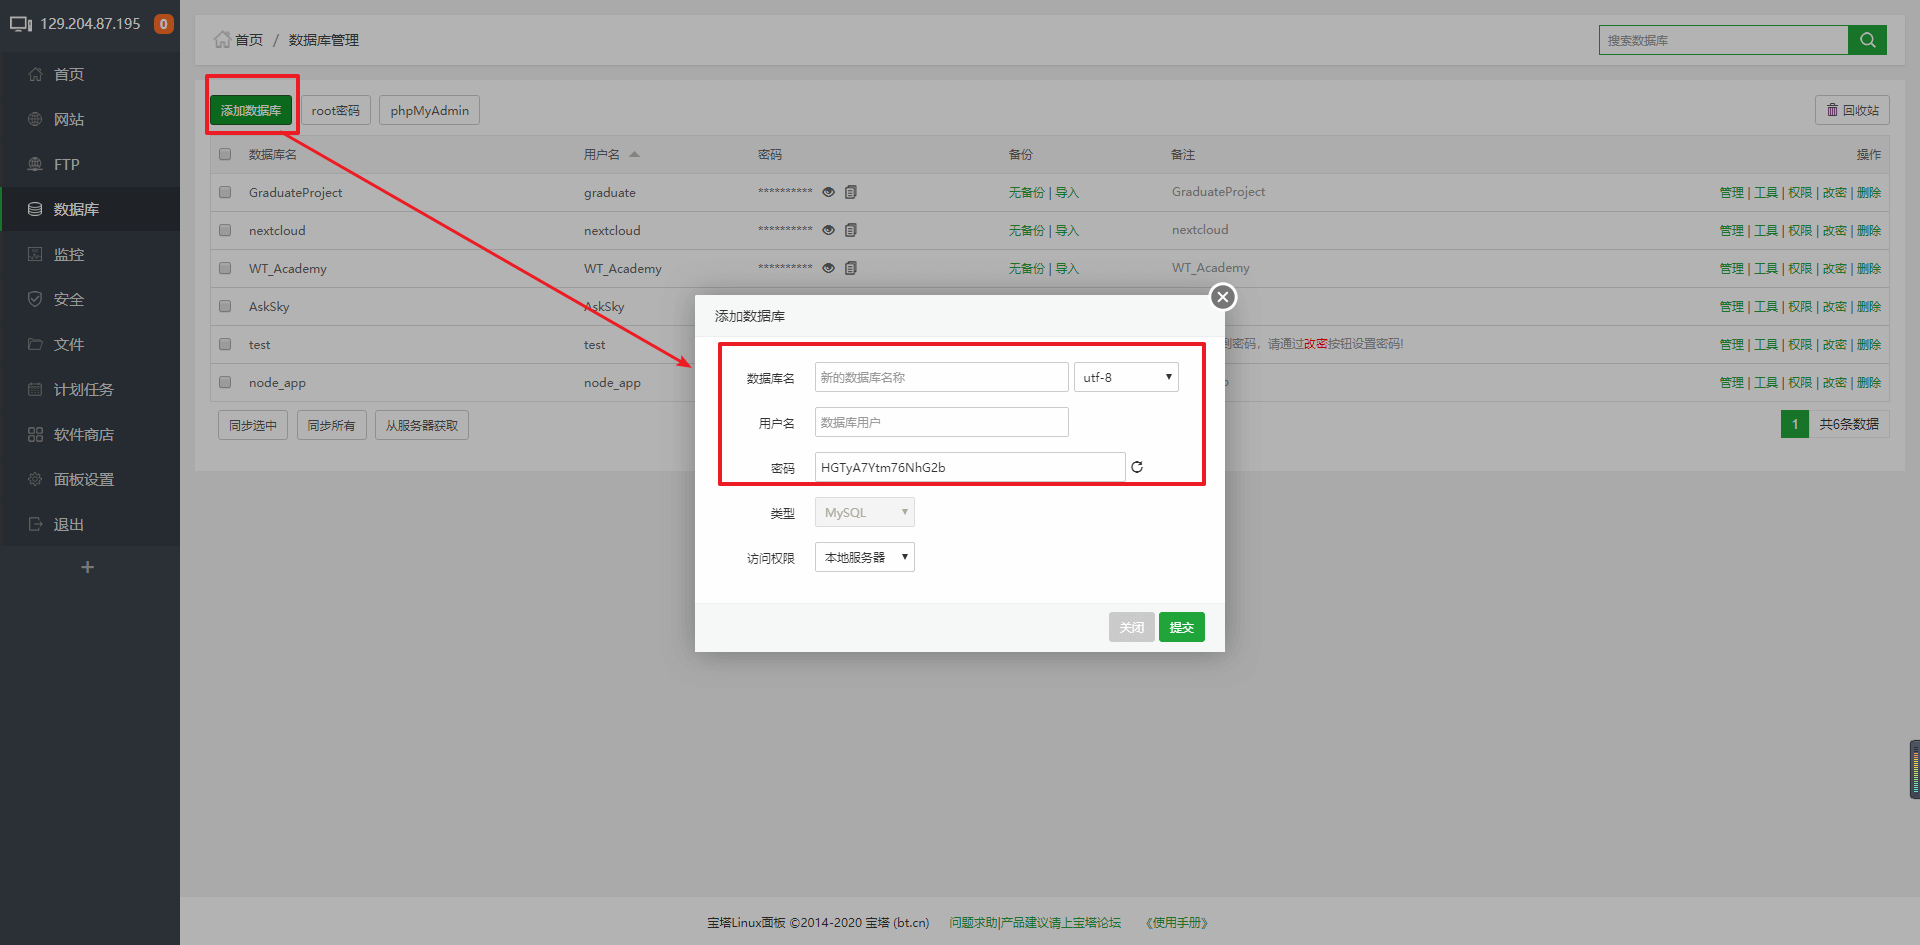 129.204.87.195 0
首页
网站
FTP
数据库
监控
安全
文件
计划任务
软件商店
面板设置
退出
+
首页 / 数据库管理
搜索数据库
添加数据库 root密码 phpMyAdmin 回收站
数据库名 用户名 密码 备份 备注 操作
GraduateProject graduate ********** 无备份 | 导入 GraduateProject 管理 | 工具 | 权限 | 改密 | 删除
nextcloud nextcloud ********** 无备份 | 导入 nextcloud 管理 | 工具 | 权限 | 改密 | 删除
WT_Academy WT_Academy ********** 无备份 | 导入 WT_Academy 管理 | 工具 | 权限 | 改密 | 删除
AskSky AskSky 管理 | 工具 | 权限 | 改密 | 删除
test test 到密码，请通过改密按钮设置密码! 管理 | 工具 | 权限 | 改密 | 删除
node_app node_app 管理 | 工具 | 权限 | 改密 | 删除
同步选中 同步所有 从服务器获取 1 共6条数据
添加数据库
数据库名 新的数据库名称 utf-8
用户名 数据库用户
密码 HGTyA7Ytm76NhG2b
类型 MySQL
访问权限 本地服务器
关闭 提交
宝塔Linux面板 ©2014-2020 宝塔 (bt.cn) 问题求助|产品建议请上宝塔论坛 《使用手册》